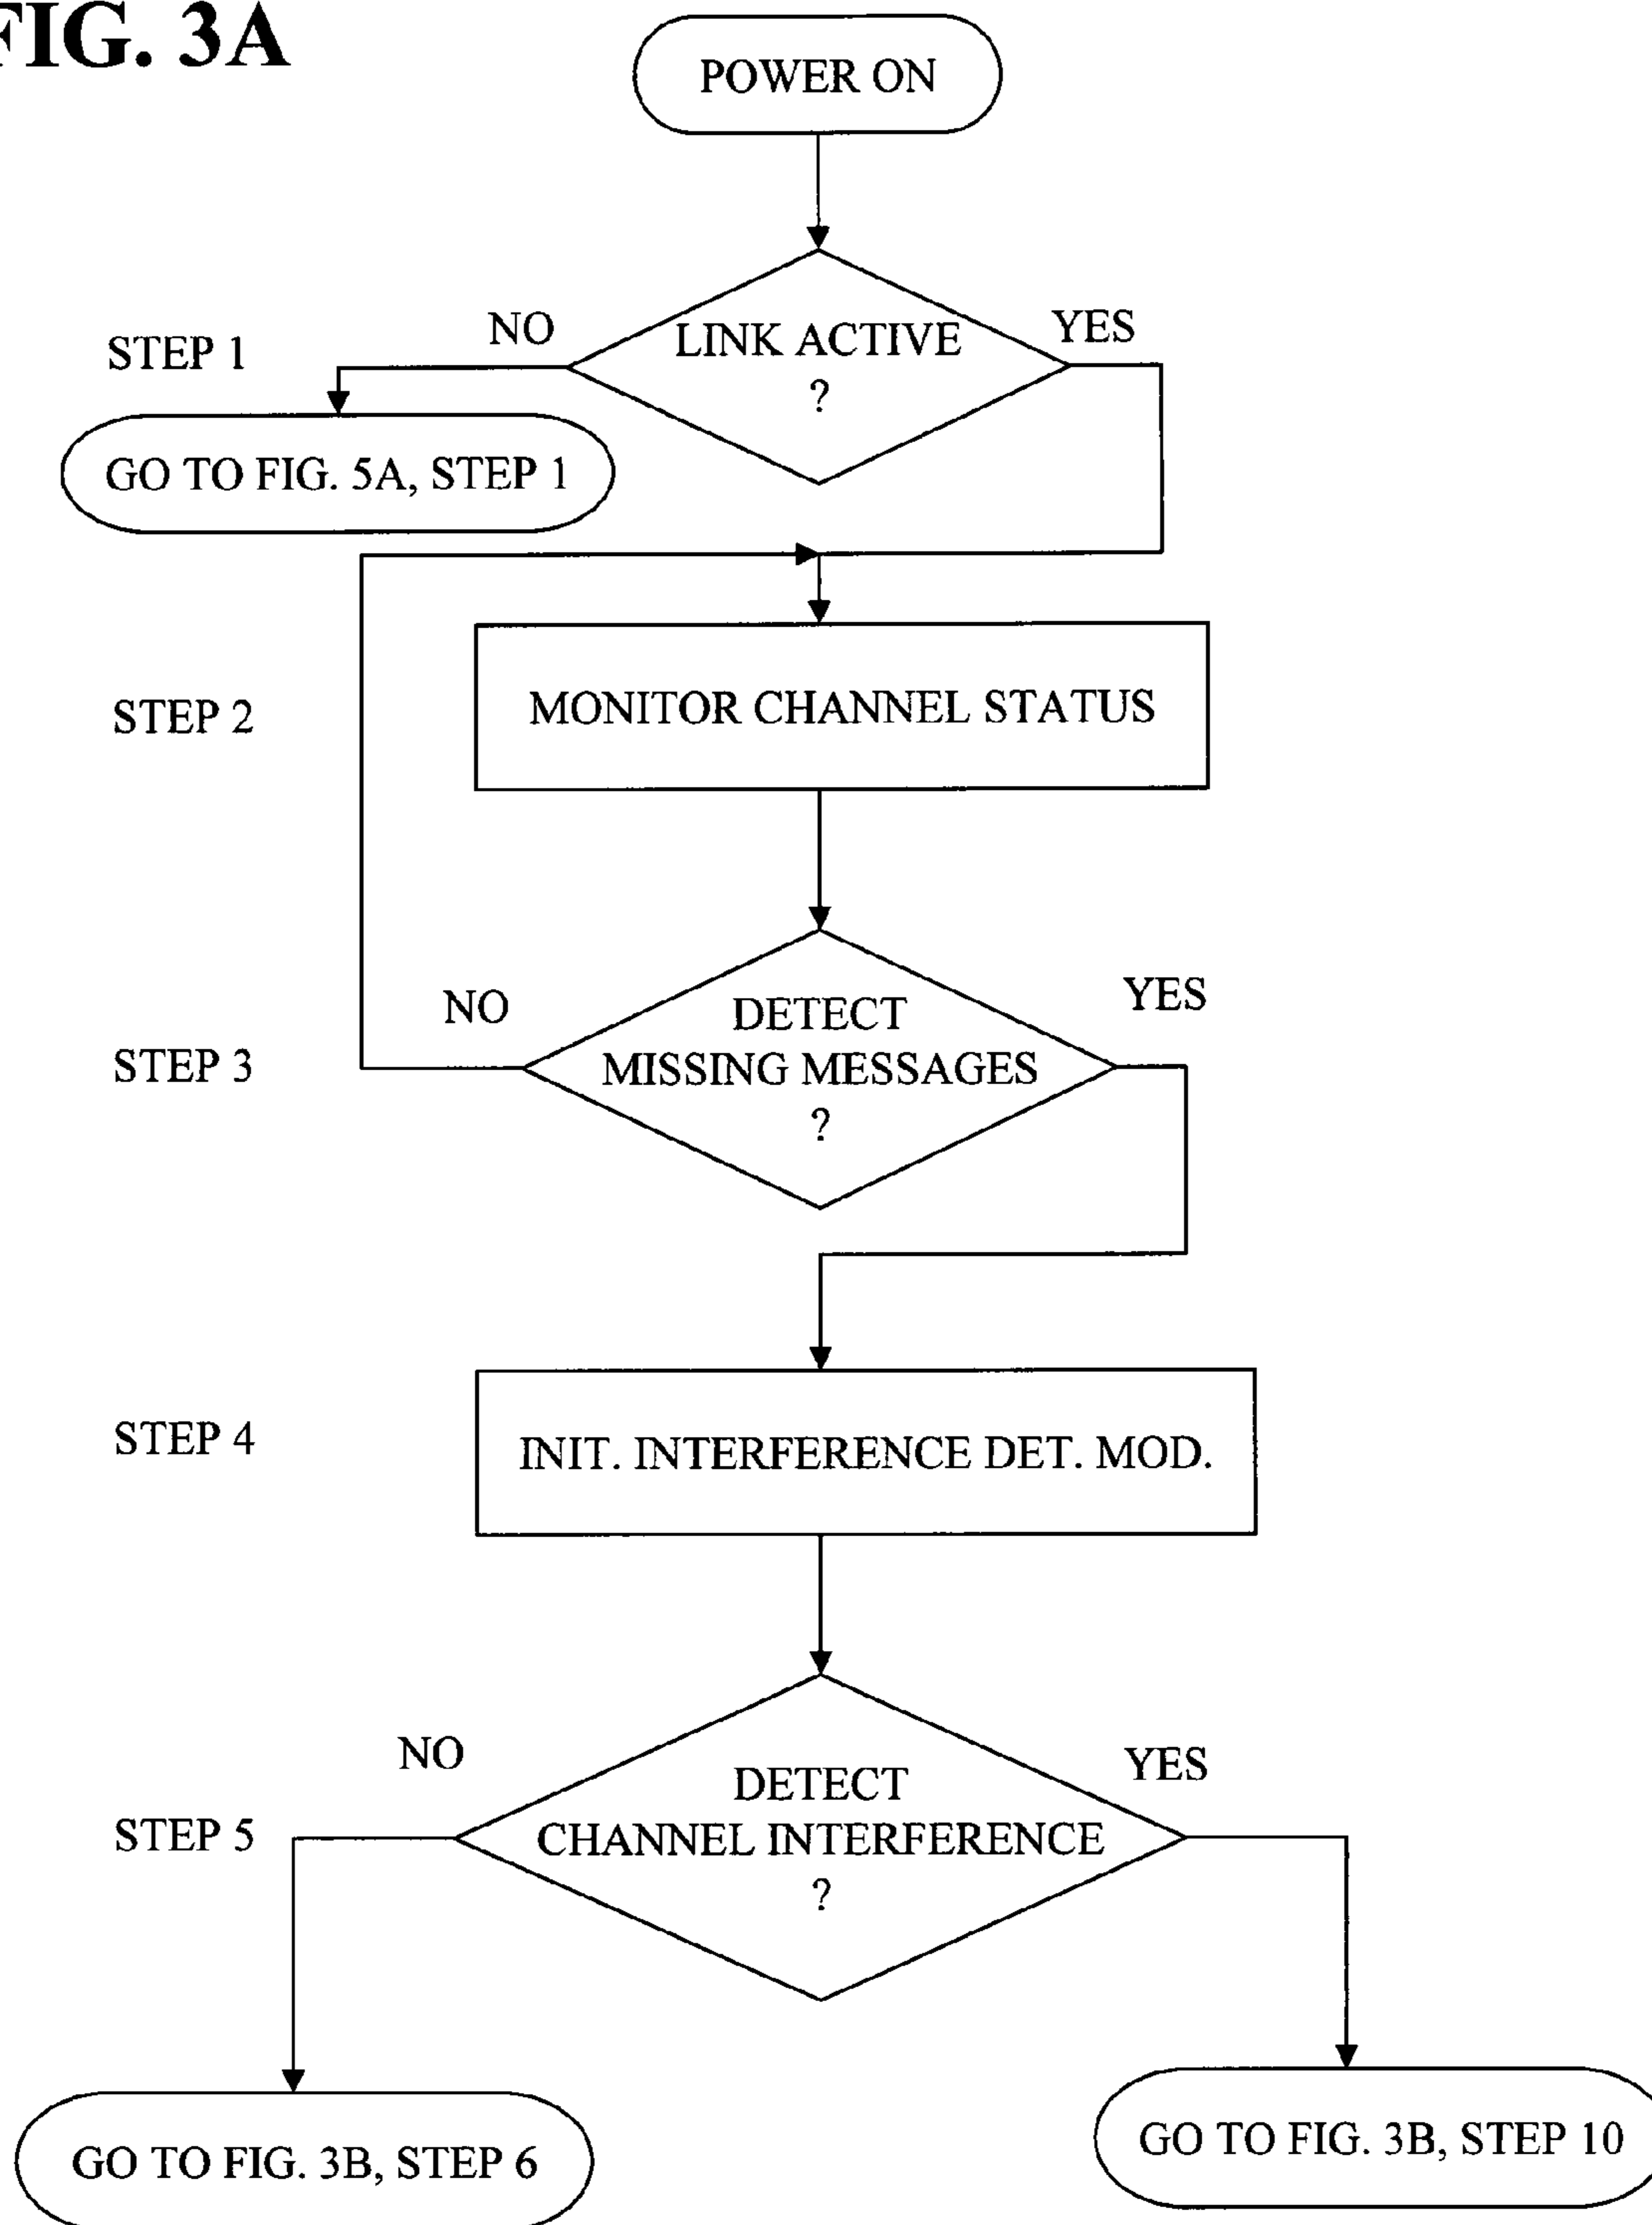 FIG. 3A
POWER ON
NO
YES
STEP 1
LINK ACTIVE
?
GO TO FIG. 5A, STEP 1
STEP 2
MONITOR CHANNEL STATUS
NO
YES
STEP 3
DETECT
MISSING MESSAGES
?
STEP 4
INIT. INTERFERENCE DET. MOD.
NO
YES
STEP 5
DETECT
CHANNEL INTERFERENCE
?
GO TO FIG. 3B, STEP 6
GO TO FIG. 3B, STEP 10